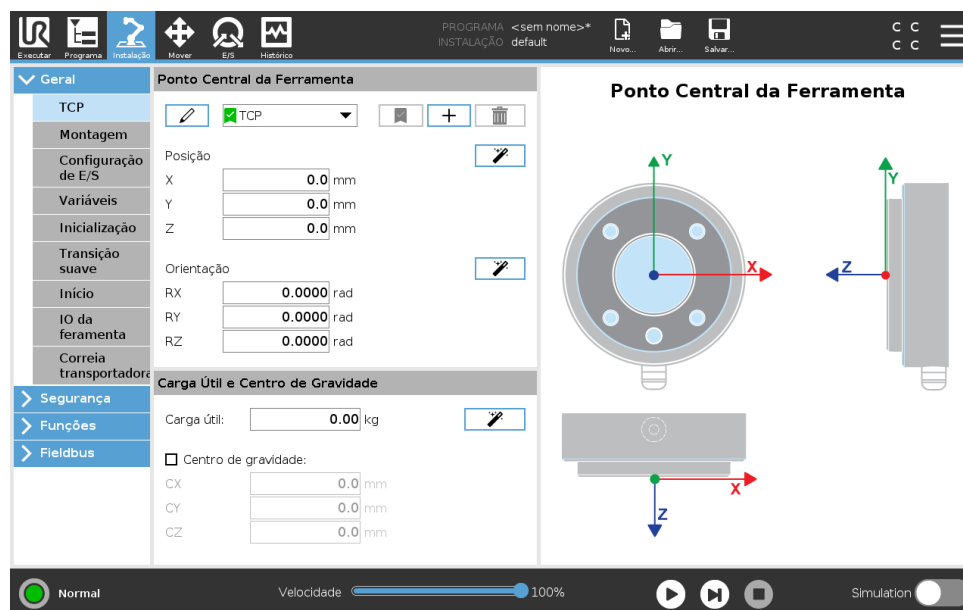 PROGRAMA <sem nome>*
INSTALAÇÃO default
C C
C C
Executar
Programa
Instalação
Mover
E/S
Histórico
Novo...
Abrir...
Salvar...
Geral
TCP
Montagem
Configuração
de E/S
Variáveis
Inicialização
Transição
suave
Início
IO da
feramenta
Correia
transportadora
Segurança
Funções
Fieldbus
Ponto Central da Ferramenta
TCP
Posição
X 0.0 mm
Y 0.0 mm
Z 0.0 mm
Orientação
RX 0.0000 rad
RY 0.0000 rad
RZ 0.0000 rad
Carga Útil e Centro de Gravidade
Carga útil: 0.00 kg
Centro de gravidade:
CX 0.0 mm
CY 0.0 mm
CZ 0.0 mm
Ponto Central da Ferramenta
Y
X
Y
Z
X
Z
Normal
Velocidade 100%
Simulation